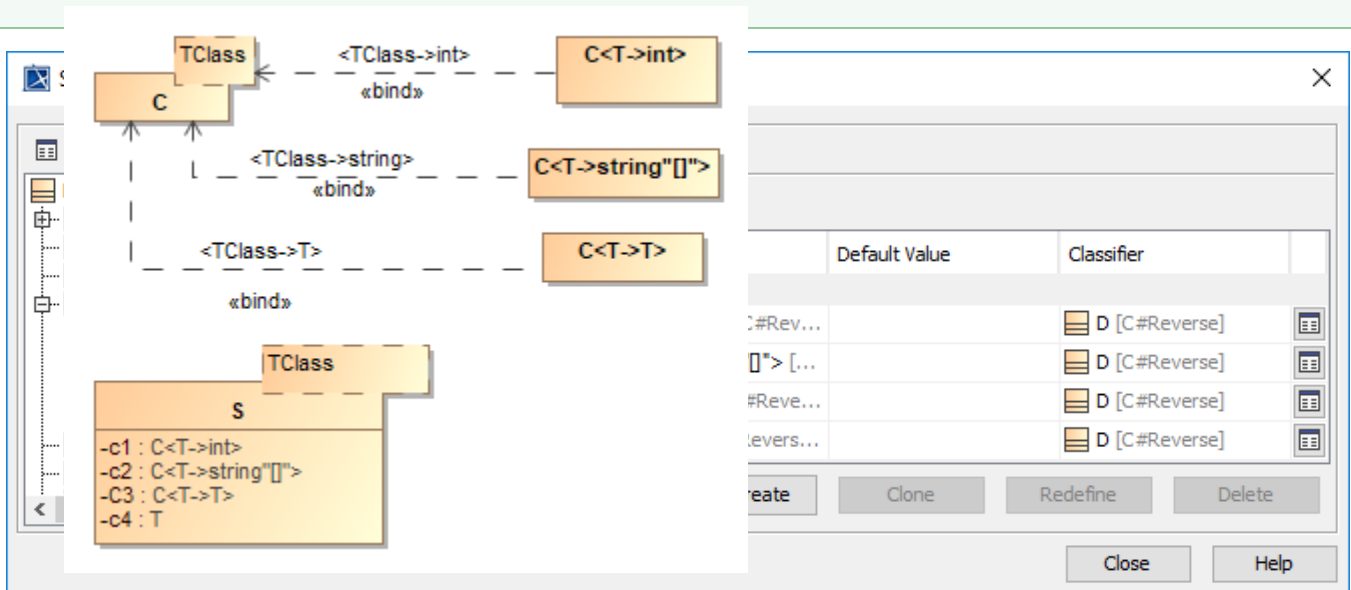 TClass
C
<TClass->int>
«bind»
C<T->int>
<TClass->string>
«bind»
C<T->string"[]">
<TClass->T>
«bind»
C<T->T>
TClass
S
-c1 : C<T->int>
-c2 : C<T->string"[]">
-C3 : C<T->T>
-c4 : T
Default Value Classifier
D [C#Reverse]
[]"> [... D [C#Reverse]
D [C#Reverse]
D [C#Reverse]
Clone Redefine Delete
Close Help